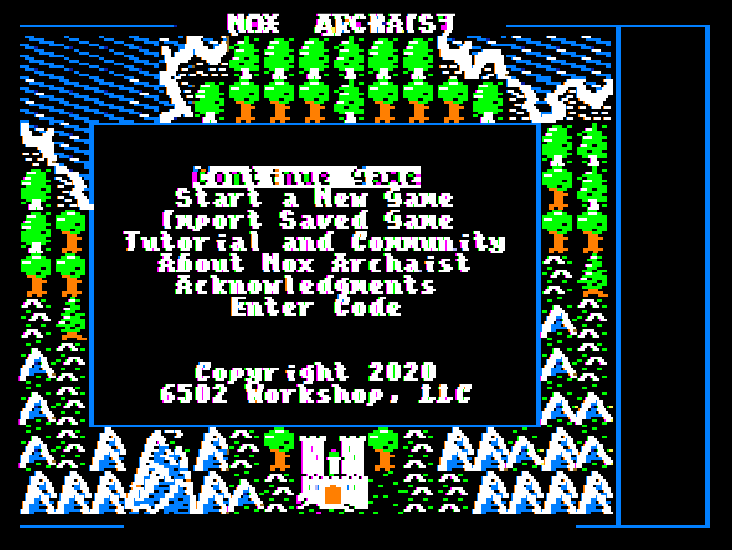 NOX ARCHAIST
Continue Game
Start a New Game
Import Saved Game
Tutorial and Community
About Nox Archaist
Acknowledgments
Enter Code
Copyright 2020
6502 Workshop, LLC